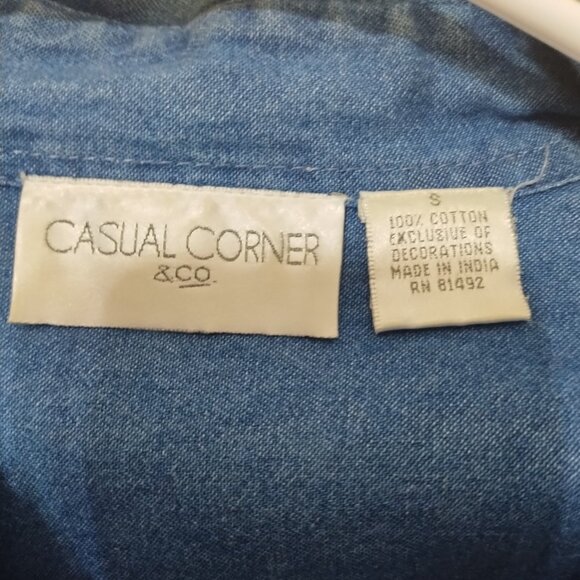 CASUAL CORNER
&CO.
S
100% COTTON
EXCLUSIVE OF
DECORATIONS
MADE IN INDIA
RN 81492